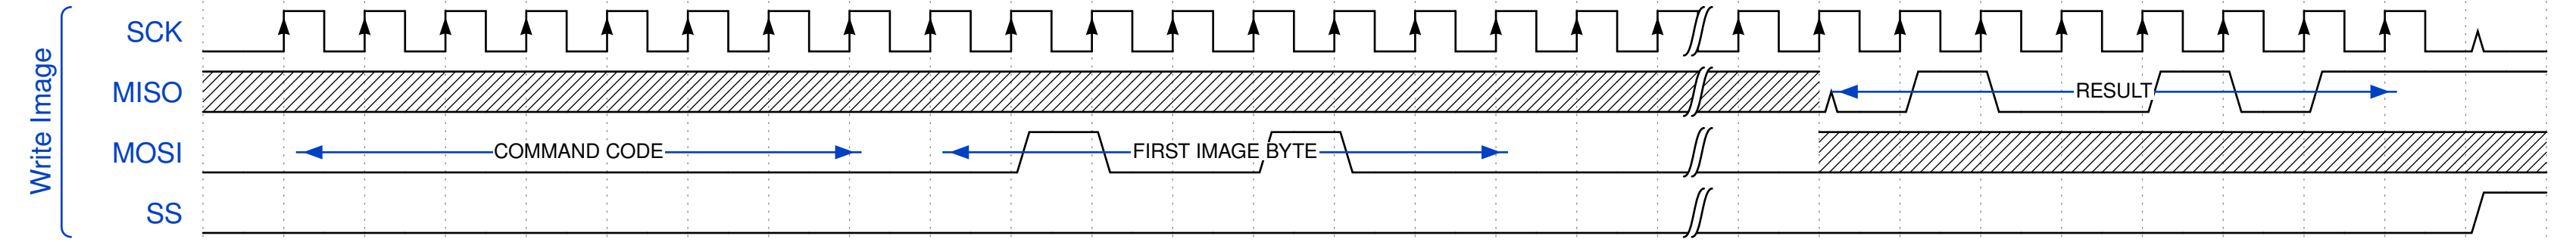 Write Image
SCK
MISO
RESULT
MOSI
COMMAND CODE
FIRST IMAGE BYTE
SS